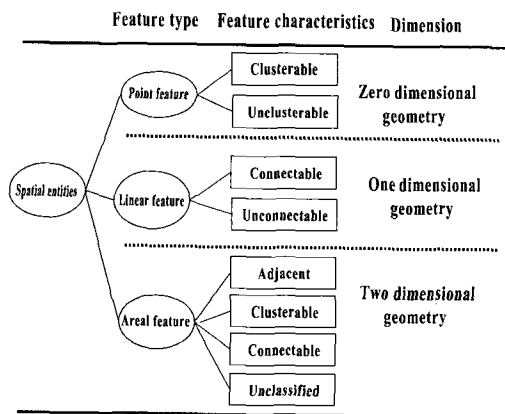 Feature type Feature characteristics Dimension
Clusterable
Point feature
Unclusterable
Zero dimensional
geometry
Connectable
Spatial entities
Linear feature
Unconnectable
One dimensional
geometry
Adjacent
Clusterable
Areal feature
Connectable
Unclassified
Two dimensional
geometry